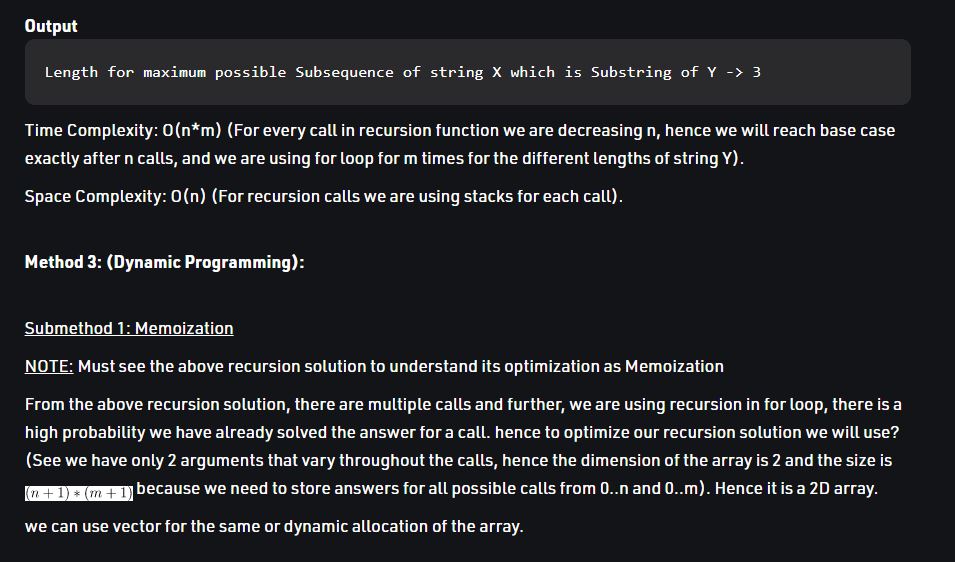 Output
Length for maximum possible Subsequence of string X which is Substring of Y -> 3
Time Complexity: O(n*m) (For every call in recursion function we are decreasing n, hence we will reach base case
exactly after n calls, and we are using for loop for m times for the different lengths of string Y).
Space Complexity: O(n) (For recursion calls we are using stacks for each call).
Method 3: (Dynamic Programming):
Submethod 1: Memoization
NOTE: Must see the above recursion solution to understand its optimization as Memoization
From the above recursion solution, there are multiple calls and further, we are using recursion in for loop, there is a
high probability we have already solved the answer for a call. hence to optimize our recursion solution we will use?
(See we have only 2 arguments that vary throughout the calls, hence the dimension of the array is 2 and the size is
(n + 1) * (m + 1) because we need to store answers for all possible calls from 0..n and 0..m). Hence it is a 2D array.
we can use vector for the same or dynamic allocation of the array.